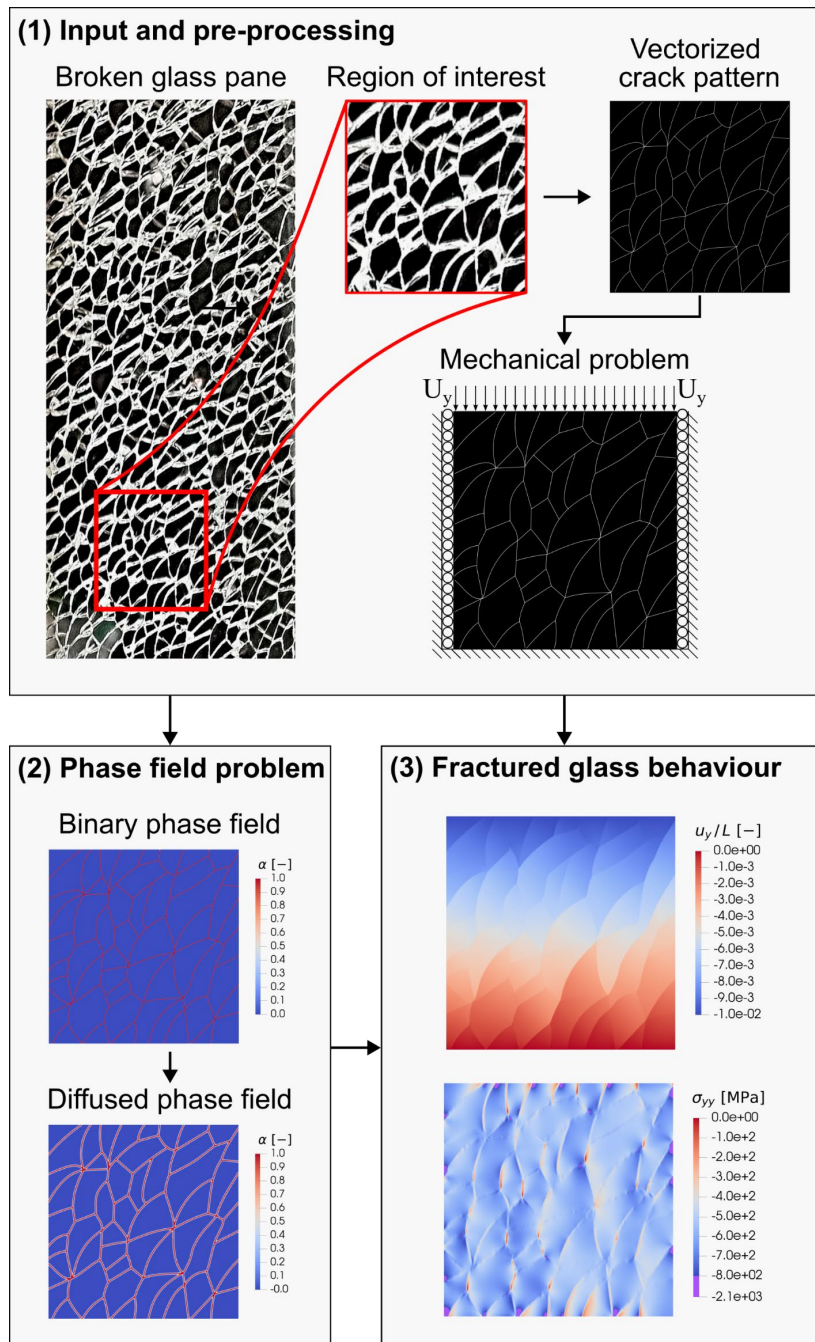 (1) Input and pre-processing
Broken glass pane
Region of interest
Vectorized
crack pattern
Mechanical problem
U_y
U_y
(2) Phase field problem
Binary phase field
α [–]
1.0
0.9
0.8
0.7
0.6
0.5
0.4
0.3
0.2
0.1
0.0
Diffused phase field
α [–]
1.0
0.9
0.8
0.7
0.6
0.5
0.4
0.3
0.2
0.1
-0.0
(3) Fractured glass behaviour
u_y/L [–]
0.0e+00
-1.0e-3
-2.0e-3
-3.0e-3
-4.0e-3
-5.0e-3
-6.0e-3
-7.0e-3
-8.0e-3
-9.0e-3
-1.0e-02
σ_yy [MPa]
0.0e+00
-1.0e+2
-2.0e+2
-3.0e+2
-4.0e+2
-5.0e+2
-6.0e+2
-7.0e+2
-8.0e+02
-2.1e+03